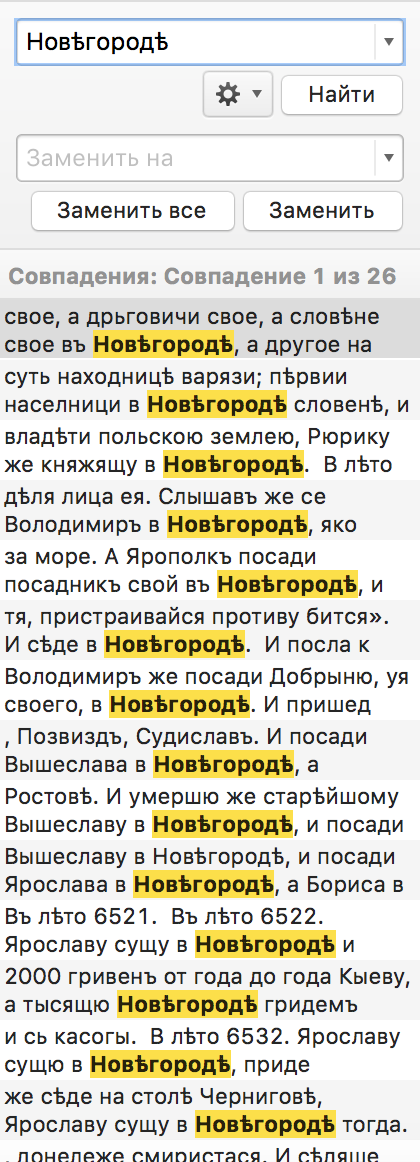 Новѣгородѣ
Найти
Заменить на
Заменить все
Заменить
Совпадения: Совпадение 1 из 26
свое, а дрьговичи свое, а словѣне
свое въ Новѣгородѣ, а другое на
суть находницѣ варязи; пѣрвии
населници в Новѣгородѣ словенѣ, и
владѣти польскою землею, Рюрику
же княжящу в Новѣгородѣ.  В лѣто
дѣля лица ея. Слышавъ же се
Володимиръ в Новѣгородѣ, яко
за море. А Ярополкъ посади
посадникъ свой въ Новѣгородѣ, и
тя, пристраивайся противу бится».
И сѣде в Новѣгородѣ.  И посла к
Володимиръ же посади Добрыню, уя
своего, в Новѣгородѣ. И пришед
, Позвиздъ, Судиславъ. И посади
Вышеслава в Новѣгородѣ, а
Ростовѣ. И умершю же старѣйшому
Вышеславу в Новѣгородѣ, и посади
Вышеславу в Новѣгородѣ, и посади
Ярослава в Новѣгородѣ, а Бориса в
Въ лѣто 6521.  Въ лѣто 6522.
Ярославу сущу в Новѣгородѣ и
2000 гривенъ от года до года Кыеву,
а тысящю Новѣгородѣ гридемъ
и сь касогы.  В лѣто 6532. Ярославу
сущю в Новѣгородѣ, приде
же сѣде на столѣ Черниговѣ,
Ярославу сущу в Новѣгородѣ тогда.
, донележе смиристася. И сѣдяше